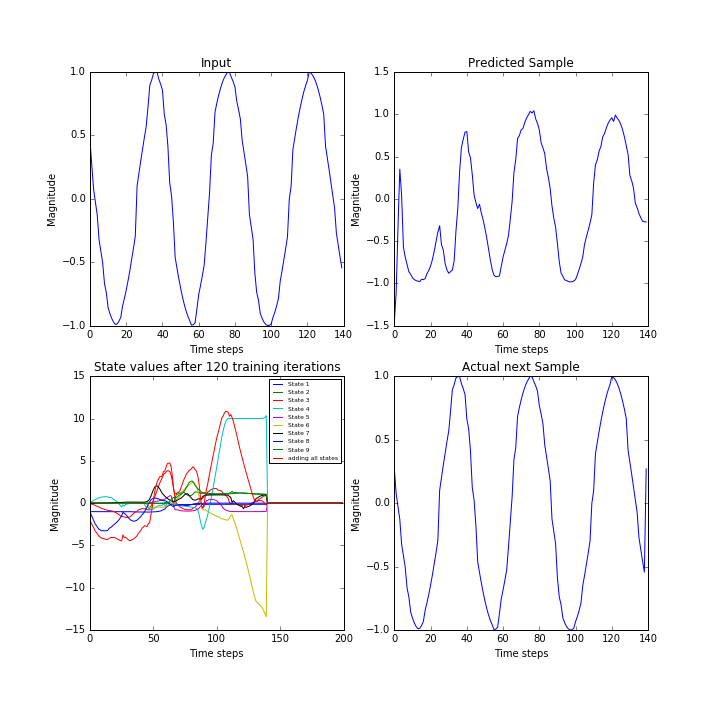 Input
Magnitude
1.0
0.5
0.0
−0.5
−1.0
0 20 40 60 80 100 120 140
Time steps
Predicted Sample
Magnitude
1.5
1.0
0.5
0.0
−0.5
−1.0
−1.5
0 20 40 60 80 100 120 140
Time steps
State values after 120 training iterations
Magnitude
15
10
5
0
−5
−10
−15
0 50 100 150 200
Time steps
State 1
State 2
State 3
State 4
State 5
State 6
State 7
State 8
State 9
adding all states
Actual next Sample
Magnitude
1.0
0.5
0.0
−0.5
−1.0
0 20 40 60 80 100 120 140
Time steps